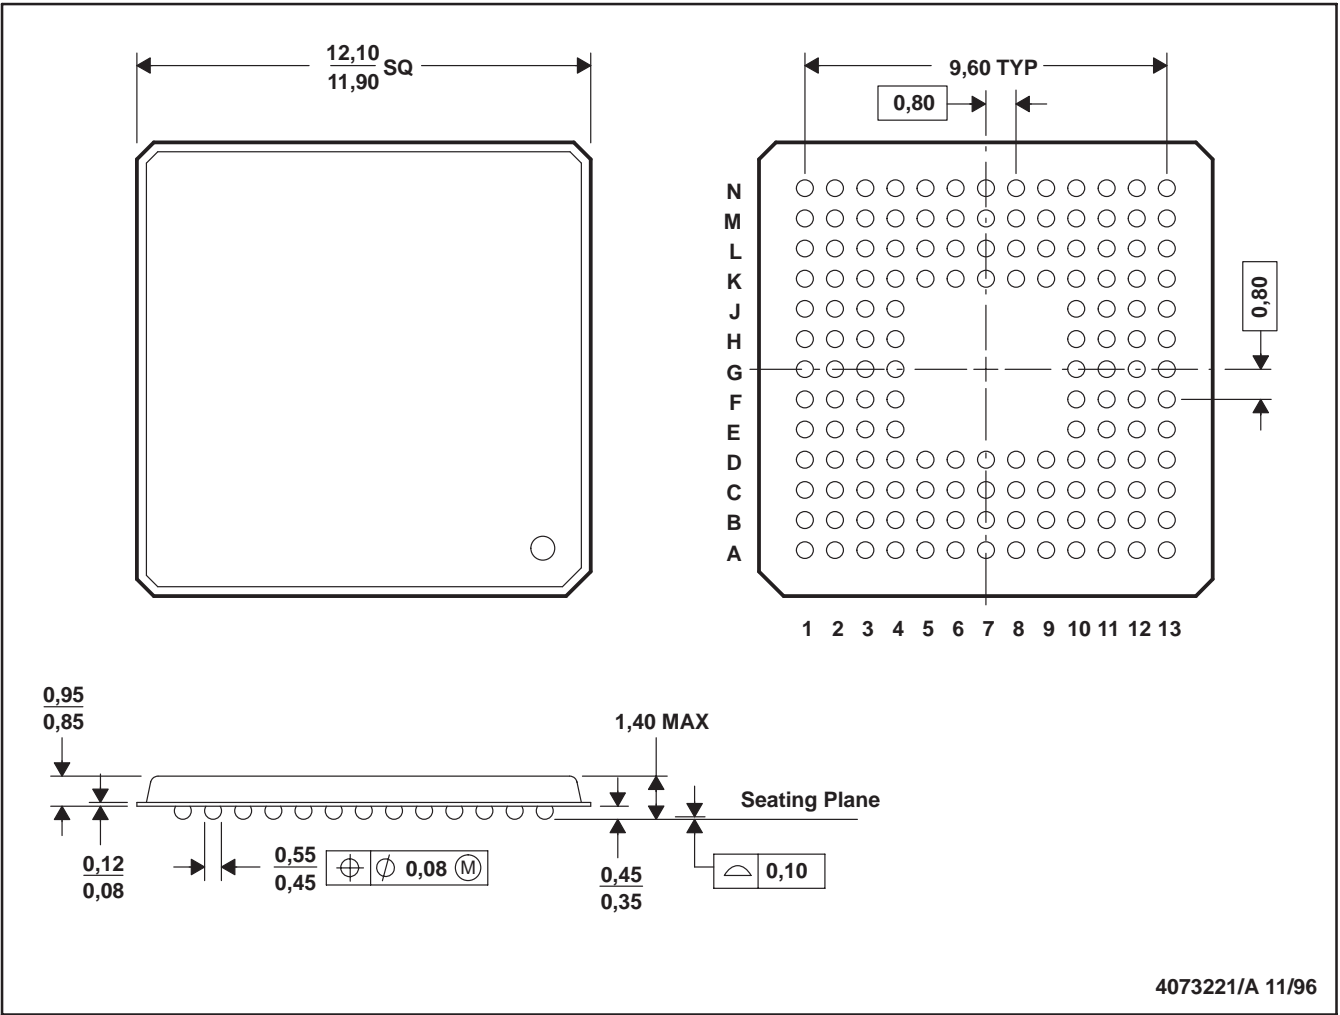 12,10
11,90
SQ
9,60 TYP
0,80
N
M
L
K
J
H
G
F
E
D
C
B
A
0,80
1 2 3 4 5 6 7 8 9 10 11 12 13
0,95
0,85
1,40 MAX
Seating Plane
0,12
0,08
0,55
0,45
0,08 M
0,45
0,35
0,10
4073221/A 11/96